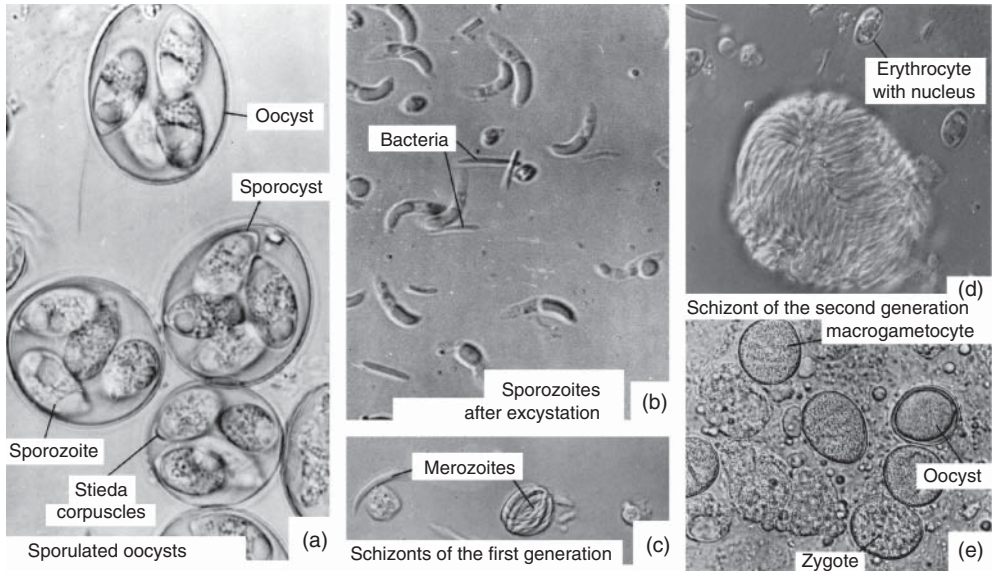 Oocyst
Sporocyst
Sporozoite
Stieda
corpuscles
Sporulated oocysts
(a)
Bacteria
Sporozoites
after excystation
(b)
Merozoites
Schizonts of the first generation
(c)
Erythrocyte
with nucleus
(d)
Schizont of the second generation
macrogametocyte
Oocyst
Zygote
(e)